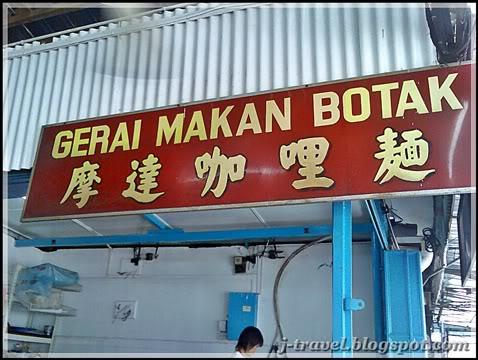 GERAI MAKAN BOTAK
摩達咖哩麵
j-travel.blogspot.com